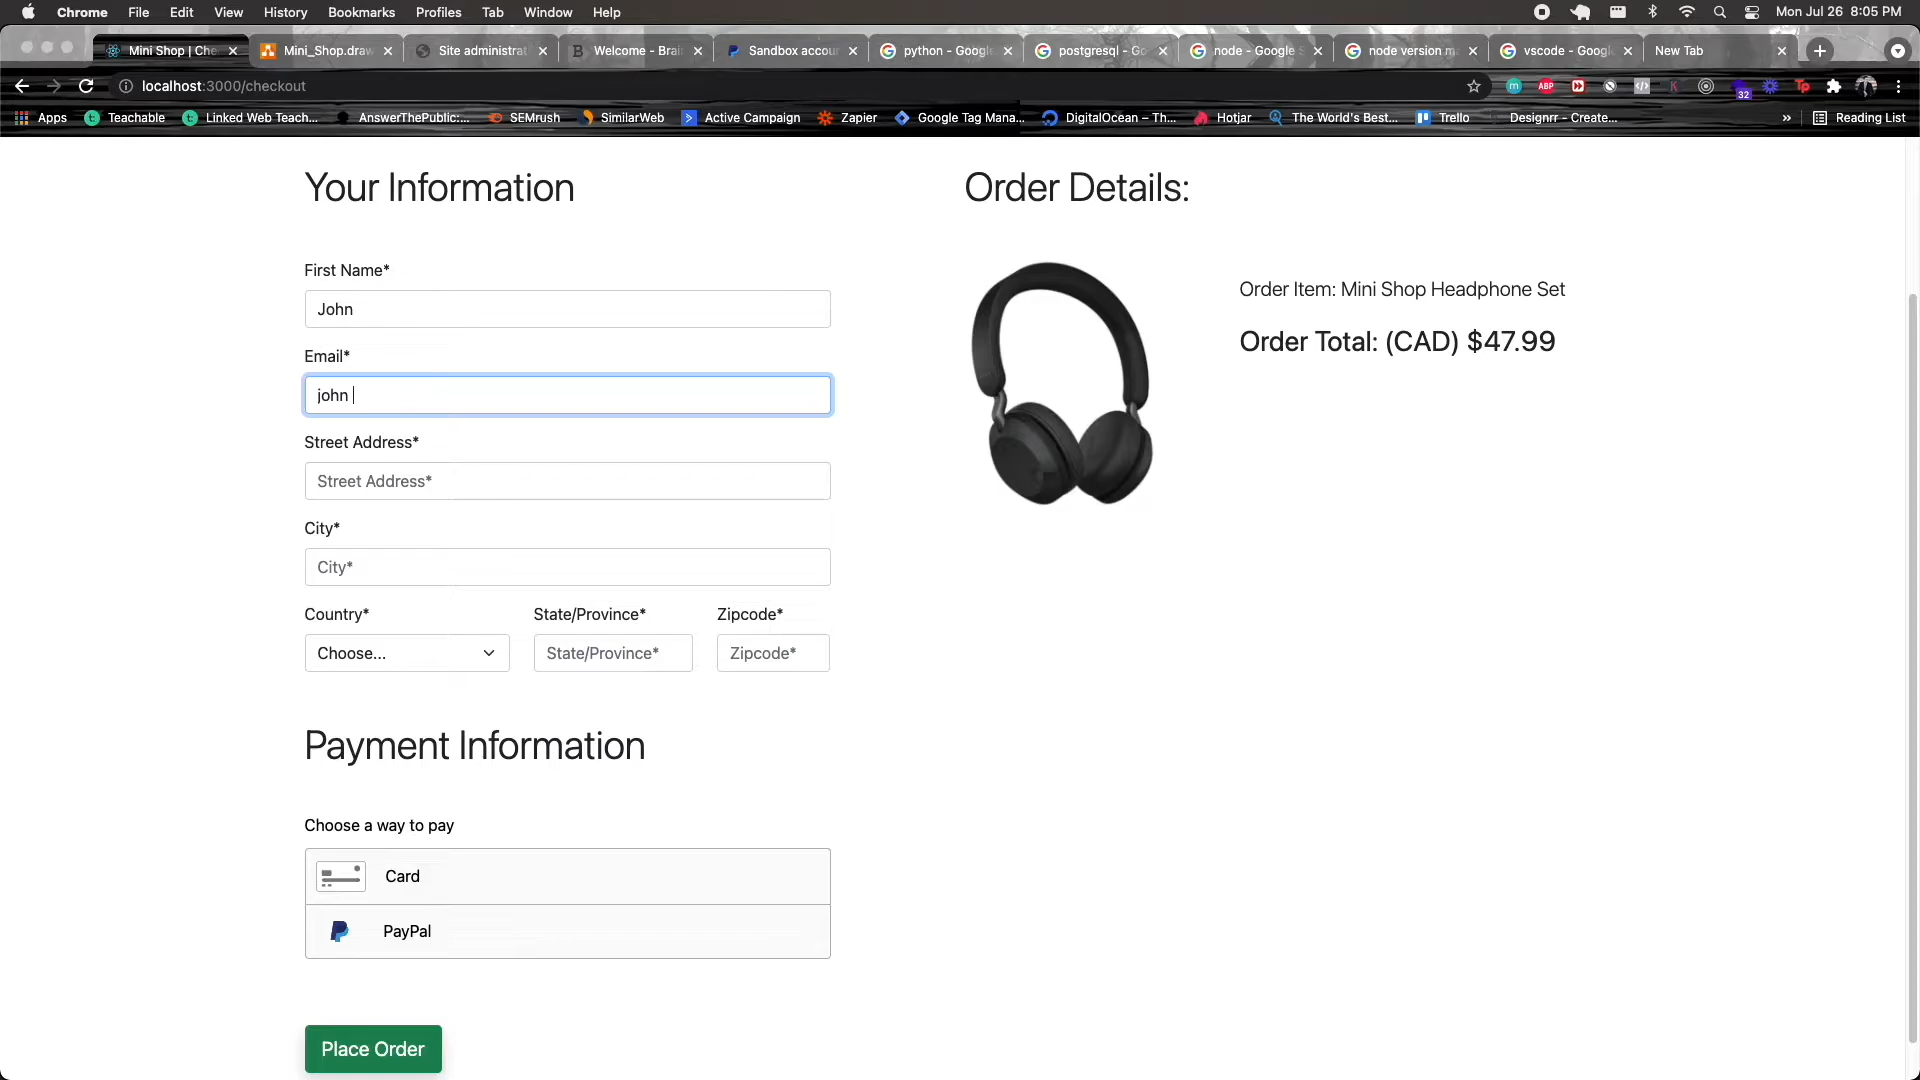 Chrome File Edit View History Bookmarks Profiles Tab Window Help Mon Jul 26 8:05 PM
Mini Shop | Che Mini_Shop.draw Site administrat Welcome - Brai Sandbox accour python - Google postgresql - Go node - Google S node version m vscode - Googl New Tab
localhost:3000/checkout ABP 32 Tp
Apps Teachable Linked Web Teach... AnswerThePublic:... SEMrush SimilarWeb Active Campaign Zapier Google Tag Mana... DigitalOcean – Th... Hotjar The World's Best... Trello Designrr - Create... » Reading List
Your Information
First Name*
John
Email*
john
Street Address*
Street Address*
City*
City*
Country* State/Province* Zipcode*
Choose... State/Province* Zipcode*
Payment Information
Choose a way to pay
Card
PayPal
Place Order
Order Details:
Order Item: Mini Shop Headphone Set
Order Total: (CAD) $47.99